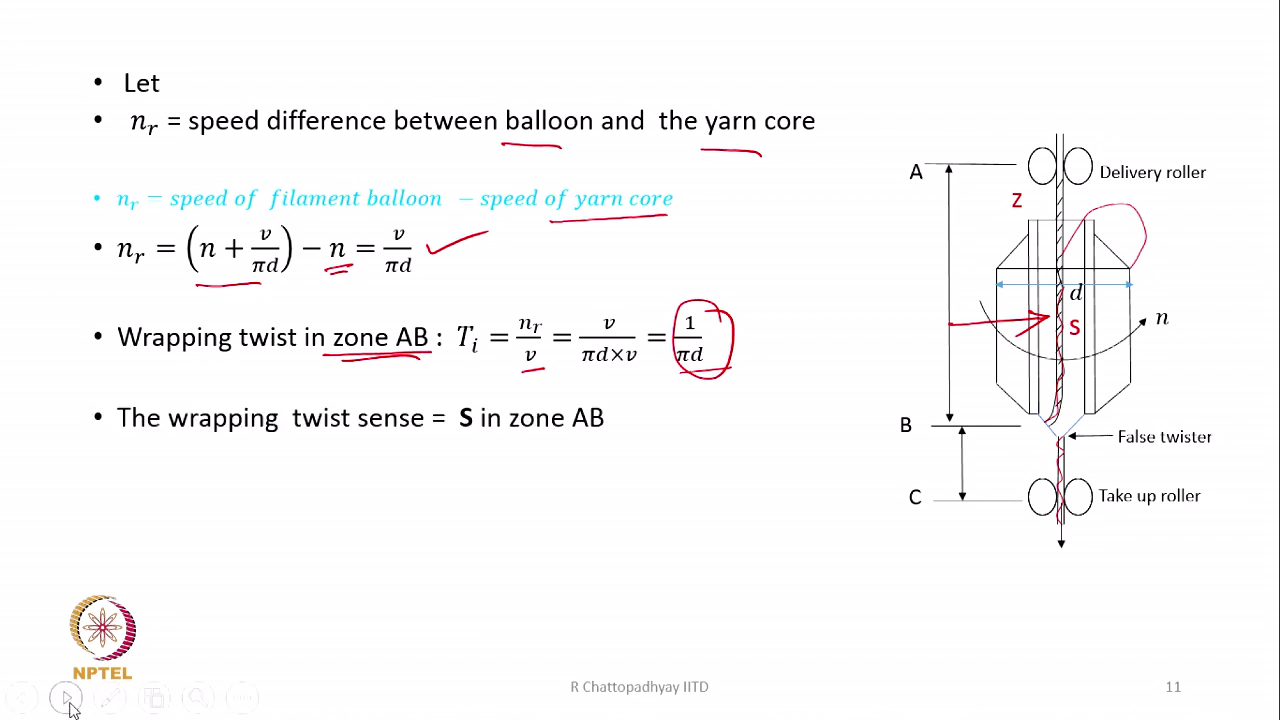 • Let
• n_r = speed difference between balloon and the yarn core
• n_r = speed of filament balloon − speed of yarn core
• n_r = (n + v/πd) − n = v/πd
• Wrapping twist in zone AB : T_i = n_r/v = v/(πd×v) = 1/πd
• The wrapping twist sense = S in zone AB
A
Delivery roller
Z
d
S
n
B
False twister
C
Take up roller
NPTEL
R Chattopadhyay IITD
11